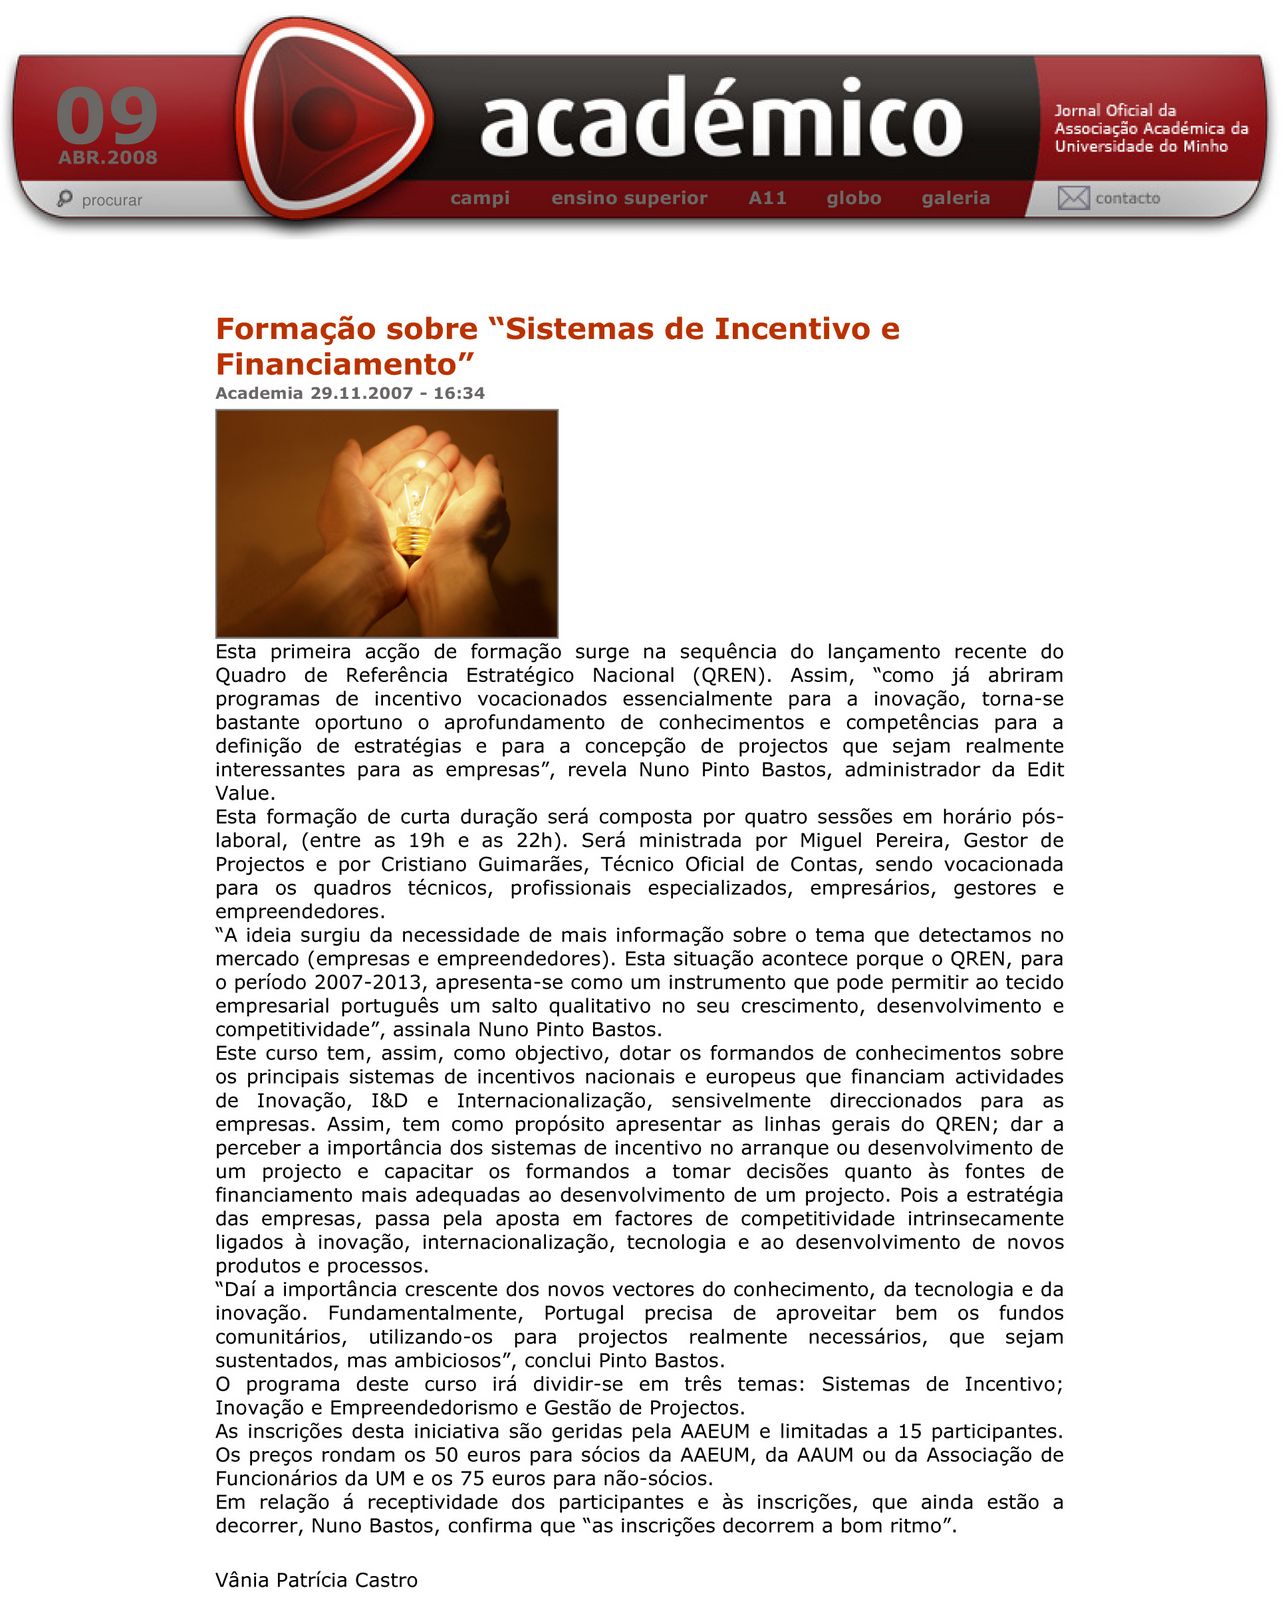 09
ABR.2008
procurar
académico
Jornal Oficial da
Associação Académica da
Universidade do Minho
campi ensino superior A11 globo galeria
contacto
Formação sobre “Sistemas de Incentivo e
Financiamento”
Academia 29.11.2007 - 16:34
Esta primeira acção de formação surge na sequência do lançamento recente do
Quadro de Referência Estratégico Nacional (QREN). Assim, “como já abriram
programas de incentivo vocacionados essencialmente para a inovação, torna-se
bastante oportuno o aprofundamento de conhecimentos e competências para a
definição de estratégias e para a concepção de projectos que sejam realmente
interessantes para as empresas”, revela Nuno Pinto Bastos, administrador da Edit
Value.
Esta formação de curta duração será composta por quatro sessões em horário pós-
laboral, (entre as 19h e as 22h). Será ministrada por Miguel Pereira, Gestor de
Projectos e por Cristiano Guimarães, Técnico Oficial de Contas, sendo vocacionada
para os quadros técnicos, profissionais especializados, empresários, gestores e
empreendedores.
“A ideia surgiu da necessidade de mais informação sobre o tema que detectamos no
mercado (empresas e empreendedores). Esta situação acontece porque o QREN, para
o período 2007-2013, apresenta-se como um instrumento que pode permitir ao tecido
empresarial português um salto qualitativo no seu crescimento, desenvolvimento e
competitividade”, assinala Nuno Pinto Bastos.
Este curso tem, assim, como objectivo, dotar os formandos de conhecimentos sobre
os principais sistemas de incentivos nacionais e europeus que financiam actividades
de Inovação, I&D e Internacionalização, sensivelmente direccionados para as
empresas. Assim, tem como propósito apresentar as linhas gerais do QREN; dar a
perceber a importância dos sistemas de incentivo no arranque ou desenvolvimento de
um projecto e capacitar os formandos a tomar decisões quanto às fontes de
financiamento mais adequadas ao desenvolvimento de um projecto. Pois a estratégia
das empresas, passa pela aposta em factores de competitividade intrinsecamente
ligados à inovação, internacionalização, tecnologia e ao desenvolvimento de novos
produtos e processos.
“Daí a importância crescente dos novos vectores do conhecimento, da tecnologia e da
inovação. Fundamentalmente, Portugal precisa de aproveitar bem os fundos
comunitários, utilizando-os para projectos realmente necessários, que sejam
sustentados, mas ambiciosos”, conclui Pinto Bastos.
O programa deste curso irá dividir-se em três temas: Sistemas de Incentivo;
Inovação e Empreendedorismo e Gestão de Projectos.
As inscrições desta iniciativa são geridas pela AAEUM e limitadas a 15 participantes.
Os preços rondam os 50 euros para sócios da AAEUM, da AAUM ou da Associação de
Funcionários da UM e os 75 euros para não-sócios.
Em relação á receptividade dos participantes e às inscrições, que ainda estão a
decorrer, Nuno Bastos, confirma que “as inscrições decorrem a bom ritmo”.
Vânia Patrícia Castro